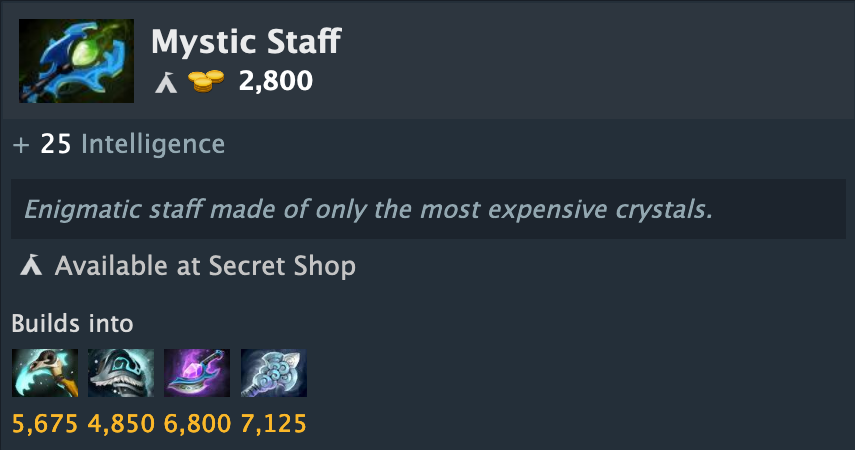 Mystic Staff
2,800
+ 25 Intelligence
Enigmatic staff made of only the most expensive crystals.
Available at Secret Shop
Builds into
5,675 4,850 6,800 7,125